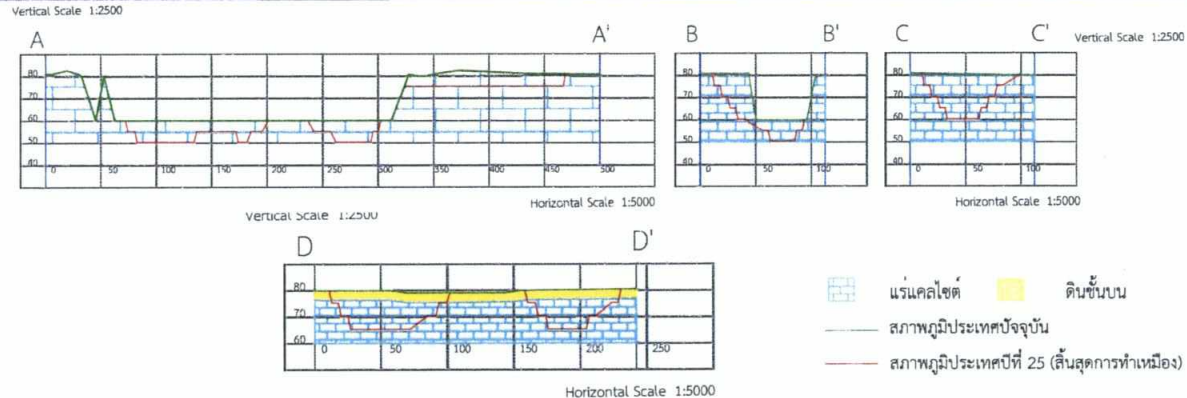 Vertical Scale 1:2500
A A'
80
70
60
50
40
0 50 100 150 200 250 300 350 400 450 500
Horizontal Scale 1:5000
B B'
80
70
60
50
40
0 50 100
C C'
Vertical Scale 1:2500
80
70
60
50
40
0 50 100
Horizontal Scale 1:5000
Vertical Scale 1:2500
D D'
80
70
60
0 50 100 150 200 250
Horizontal Scale 1:5000
แร่แคลไซต์ ดินชั้นบน
สภาพภูมิประเทศปัจจุบัน
สภาพภูมิประเทศปีที่ 25 (สิ้นสุดการทำเหมือง)